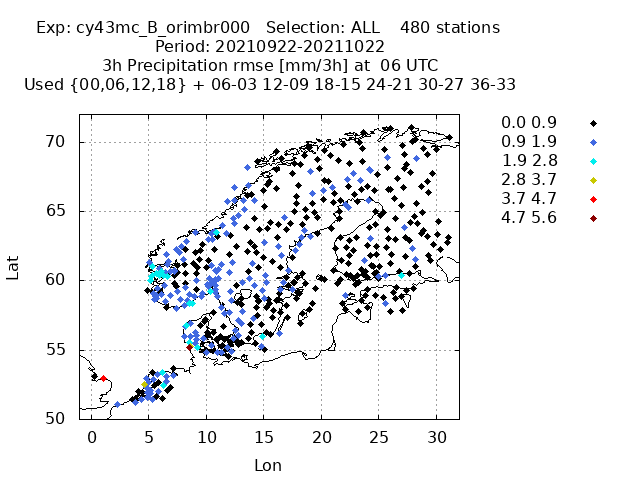 Exp: cy43mc_B_orimbr000   Selection: ALL    480 stations
Period: 20210922-20211022
3h Precipitation rmse [mm/3h] at  06 UTC
Used {00,06,12,18} + 06-03 12-09 18-15 24-21 30-27 36-33
0.0 0.9
0.9 1.9
1.9 2.8
2.8 3.7
3.7 4.7
4.7 5.6
70
65
60
55
50
Lat
0 5 10 15 20 25 30
Lon